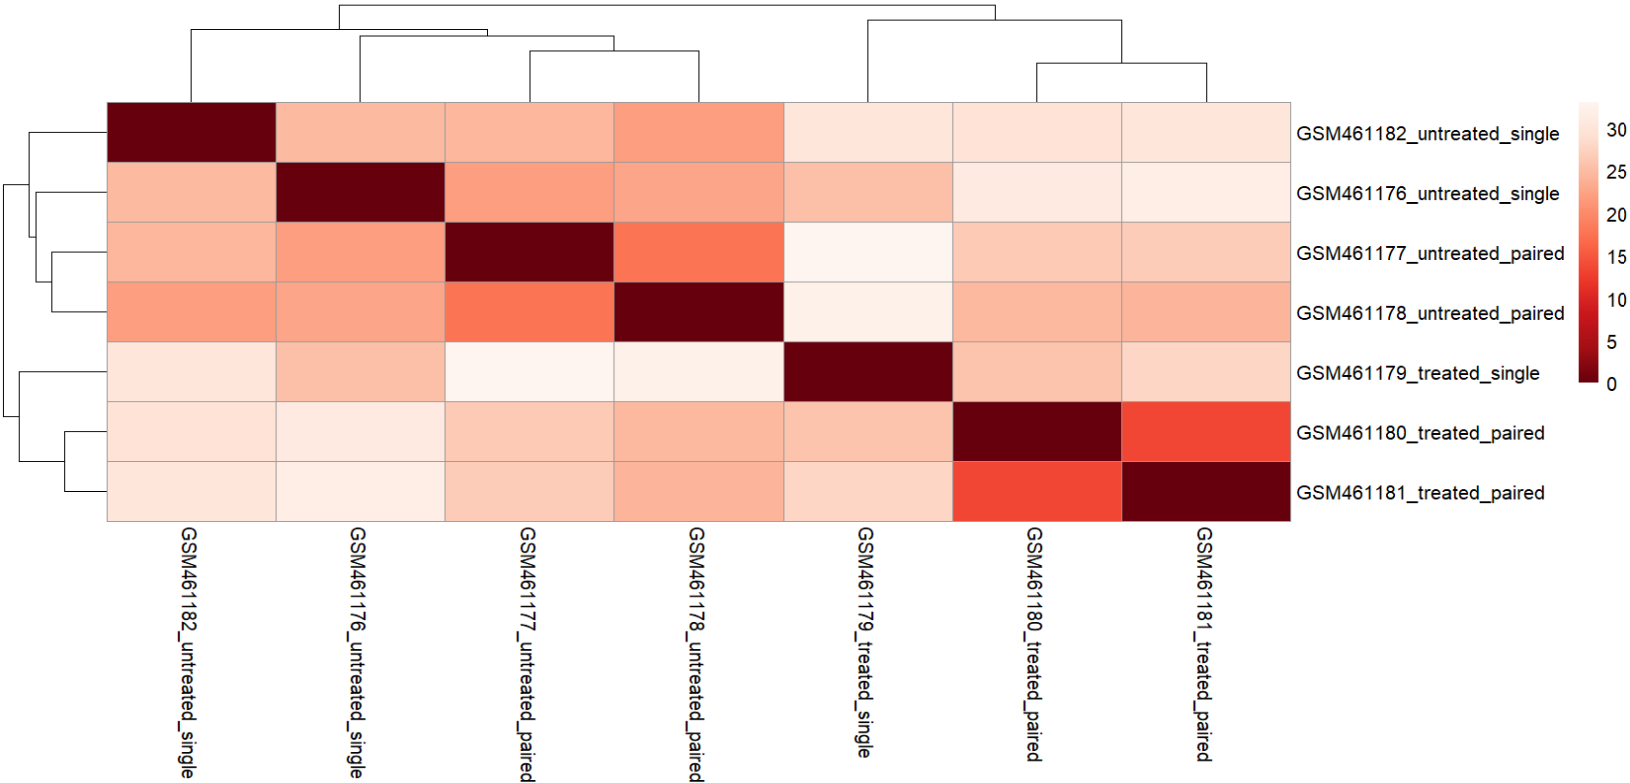 GSM461182_untreated_single
GSM461176_untreated_single
GSM461177_untreated_paired
GSM461178_untreated_paired
GSM461179_treated_single
GSM461180_treated_paired
GSM461181_treated_paired
30
25
20
15
10
5
0
GSM461182_untreated_single
GSM461176_untreated_single
GSM461177_untreated_paired
GSM461178_untreated_paired
GSM461179_treated_single
GSM461180_treated_paired
GSM461181_treated_paired